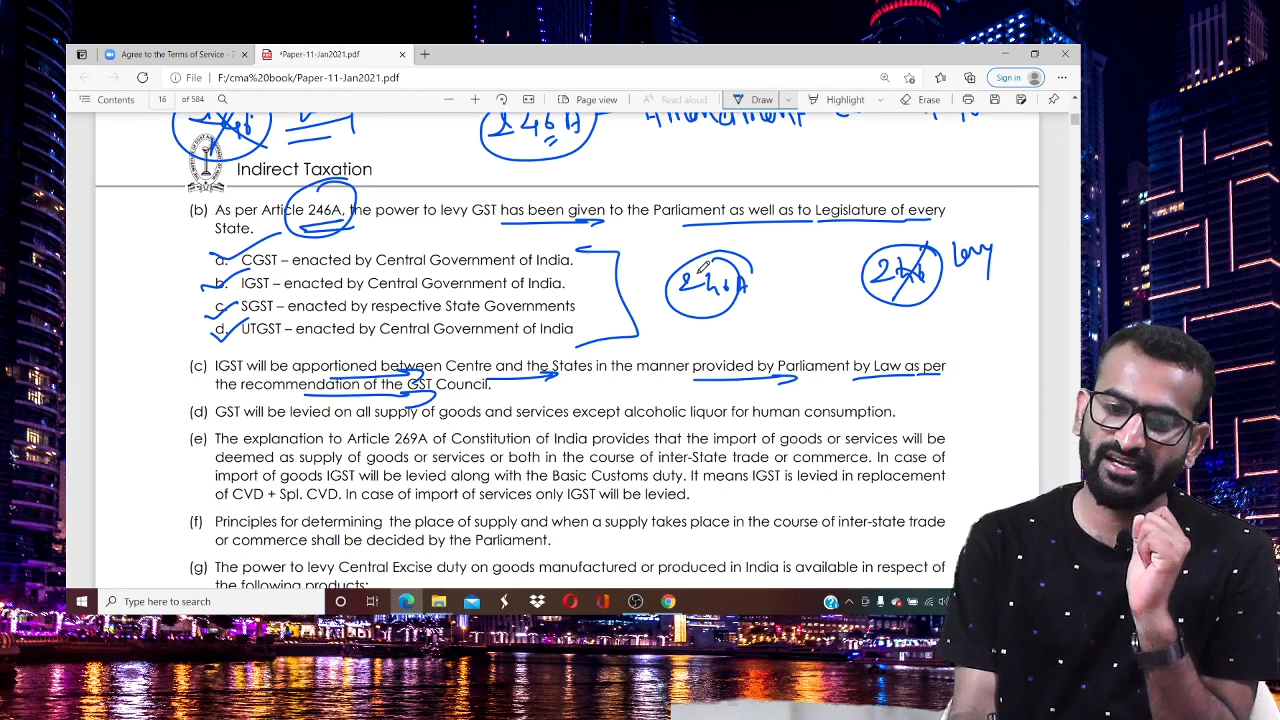 Agree to the Terms of Service - Z
*Paper-11-Jan2021.pdf
File
F:/cma%20book/Paper-11-Jan2021.pdf
Sign in
Contents
16 of 584
Page view
Read aloud
Draw
Highlight
Erase
246A
Indirect Taxation
(b) As per Article 246A, the power to levy GST has been given to the Parliament as well as to Legislature of every
State.
a. CGST – enacted by Central Government of India.
b. IGST – enacted by Central Government of India.
c. SGST – enacted by respective State Governments
d. UTGST – enacted by Central Government of India
246A
246 levy
(c) IGST will be apportioned between Centre and the States in the manner provided by Parliament by Law as per
the recommendation of the GST Council.
(d) GST will be levied on all supply of goods and services except alcoholic liquor for human consumption.
(e) The explanation to Article 269A of Constitution of India provides that the import of goods or services will be
deemed as supply of goods or services or both in the course of inter-State trade or commerce. In case of
import of goods IGST will be levied along with the Basic Customs duty. It means IGST is levied in replacement
of CVD + Spl. CVD. In case of import of services only IGST will be levied.
(f) Principles for determining the place of supply and when a supply takes place in the course of inter-state trade
or commerce shall be decided by the Parliament.
(g) The power to levy Central Excise duty on goods manufactured or produced in India is available in respect of
the following products:
Type here to search